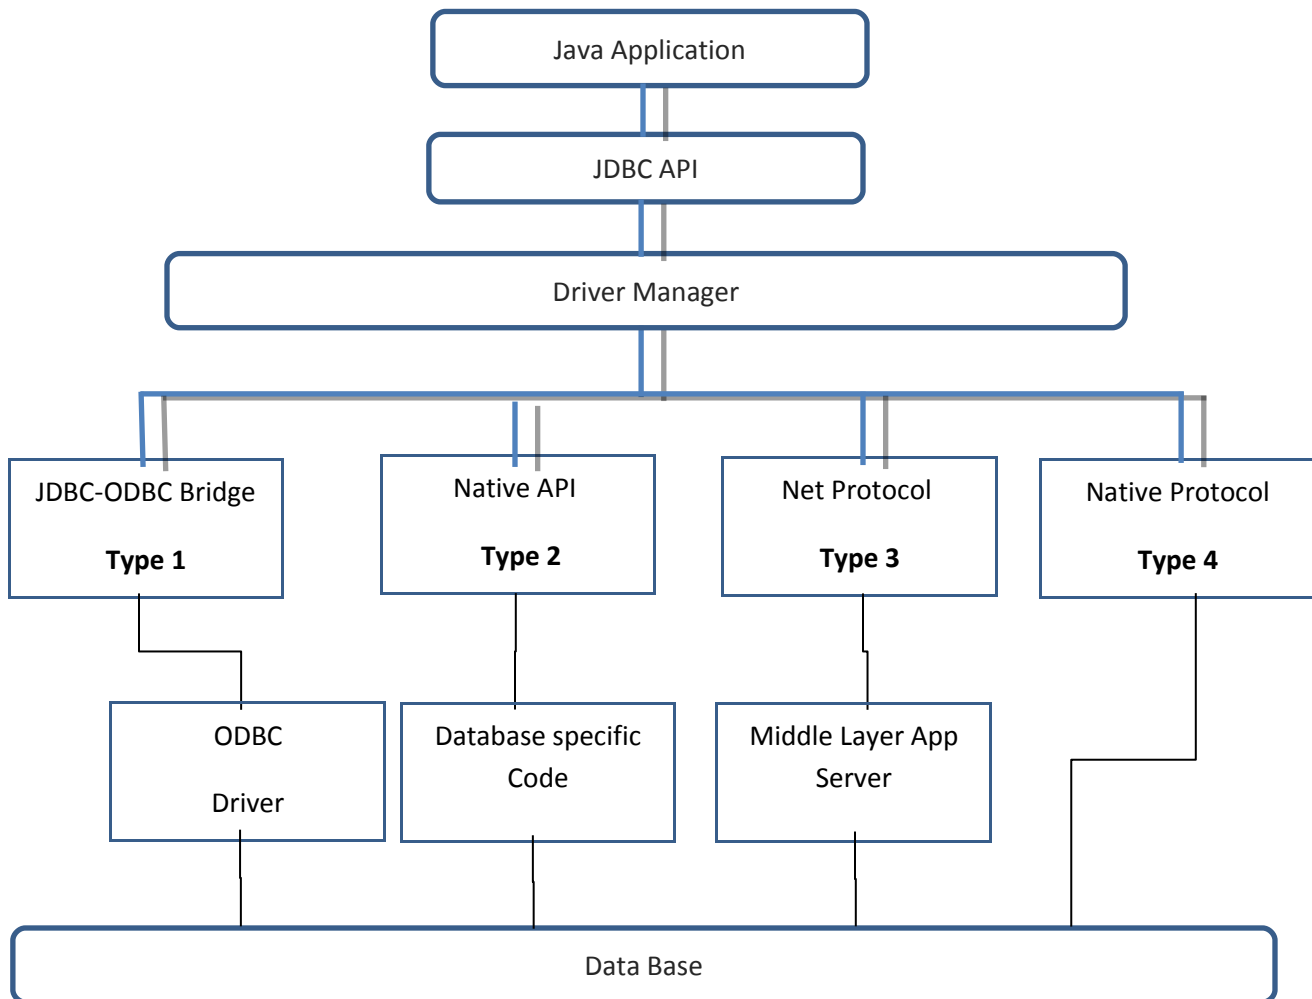 Java Application
JDBC API
Driver Manager
JDBC-ODBC Bridge
Type 1
Native API
Type 2
Net Protocol
Type 3
Native Protocol
Type 4
ODBC
Driver
Database specific
Code
Middle Layer App
Server
Data Base